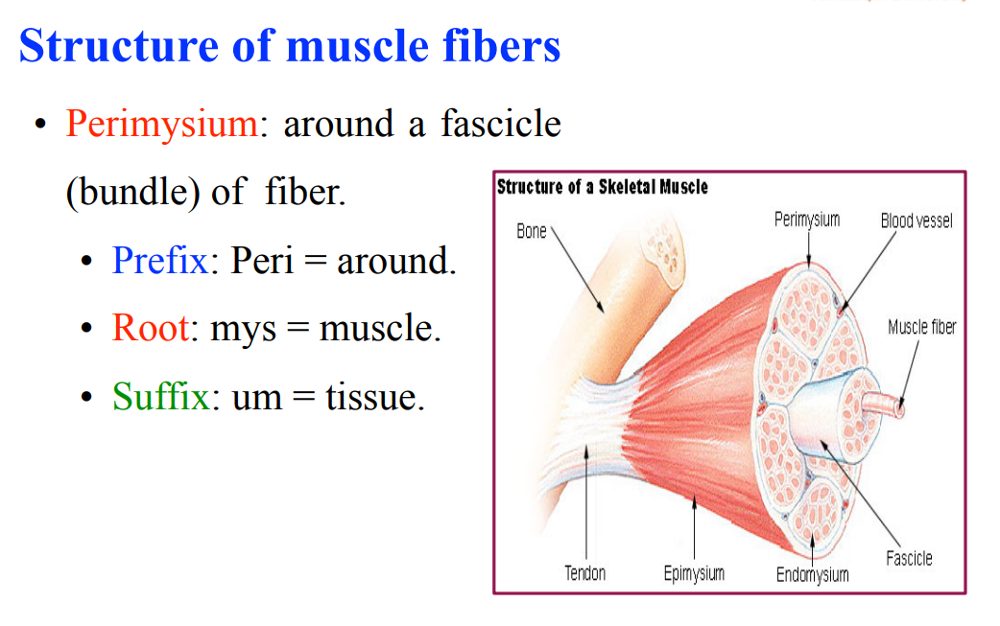 Structure of muscle fibers
• Perimysium: around a fascicle
(bundle) of fiber.
• Prefix: Peri = around.
• Root: mys = muscle.
• Suffix: um = tissue.
Structure of a Skeletal Muscle
Bone
Perimysium
Blood vessel
Muscle fiber
Fascicle
Tendon
Epimysium
Endomysium